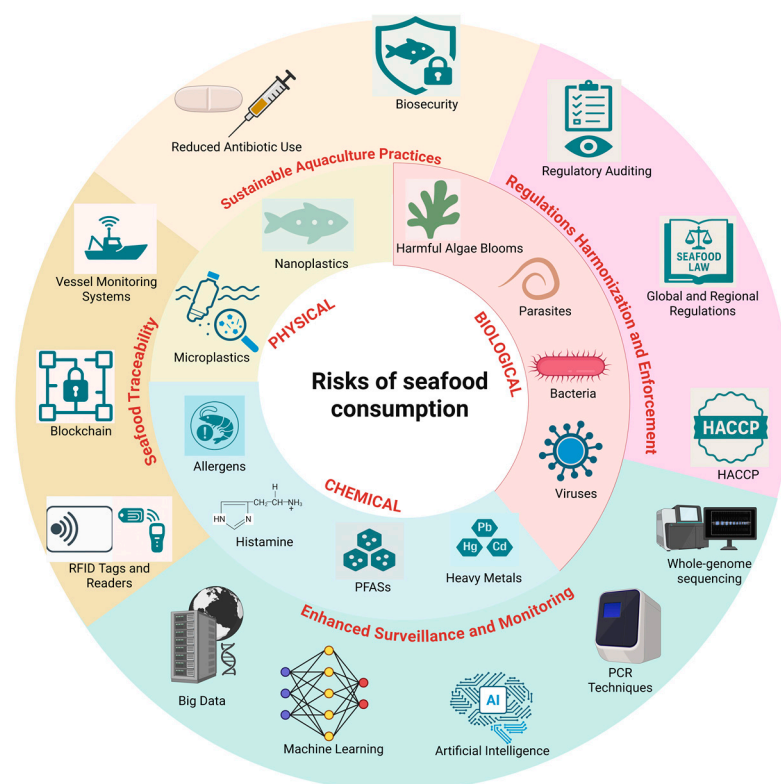 Biosecurity
Reduced Antibiotic Use
Sustainable Aquaculture Practices
Regulatory Auditing
SEAFOOD
LAW
Global and Regional
Regulations
HACCP
HACCP
Regulations Harmonization and Enforcement
Vessel Monitoring
Systems
Blockchain
RFID Tags and
Readers
Seafood Traceability
Nanoplastics
Microplastics
PHYSICAL
Harmful Algae Blooms
Parasites
Bacteria
Viruses
BIOLOGICAL
Risks of seafood
consumption
Allergens
H
CH-NH₃
+
HN
N
Histamine
PFASs
Pb
Hg Cd
Heavy Metals
CHEMICAL
Enhanced Surveillance and Monitoring
Whole-genome
sequencing
PCR
Techniques
AI
Artificial Intelligence
Machine Learning
Big Data